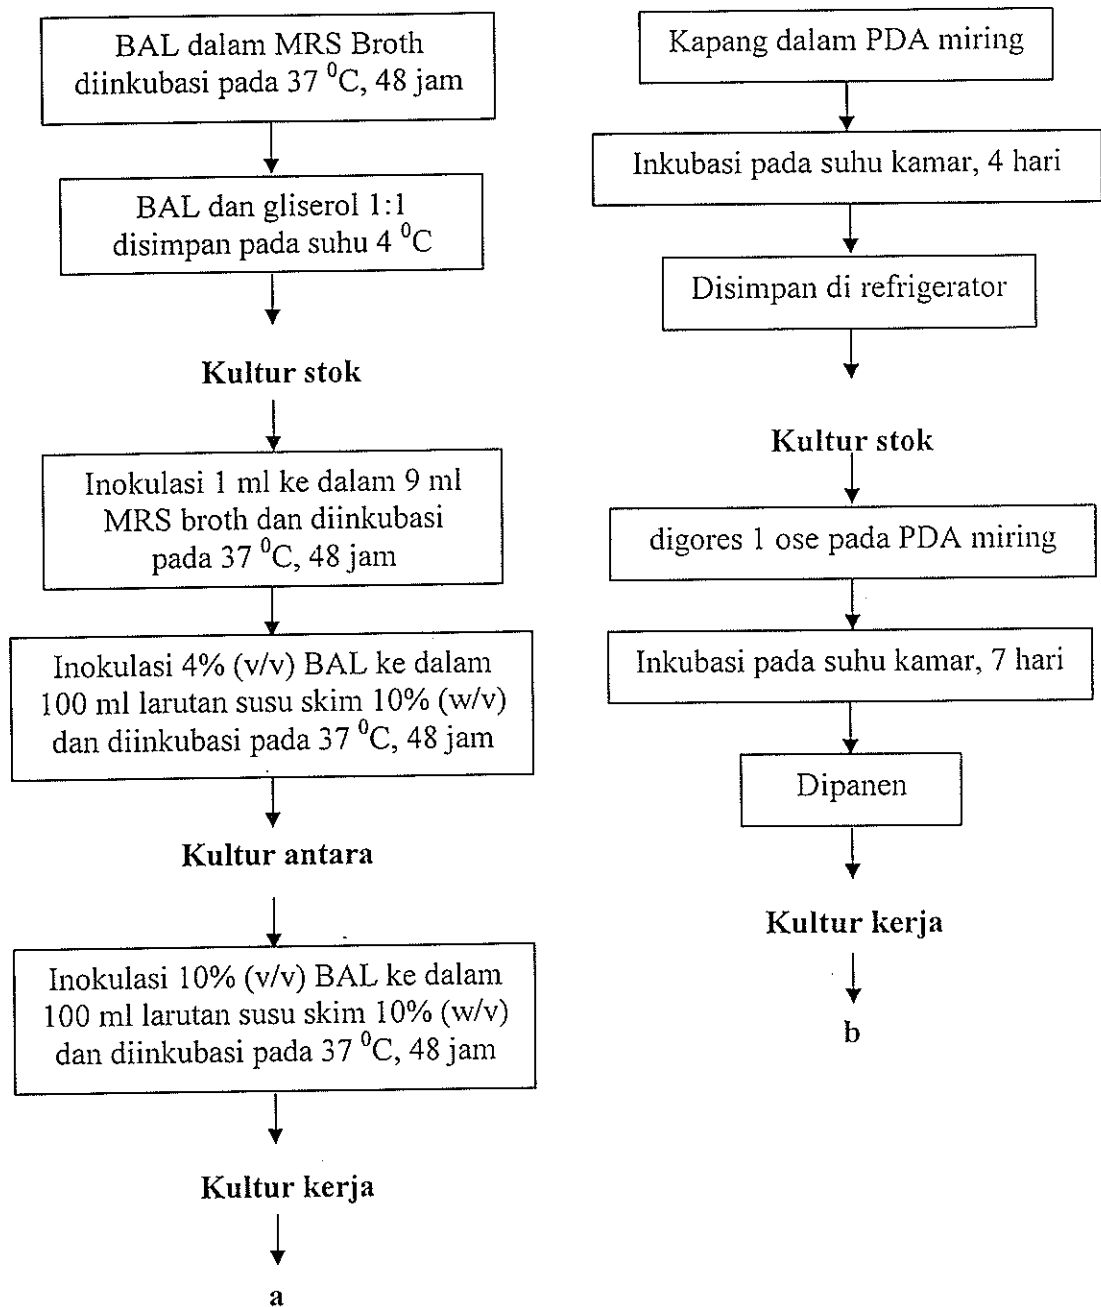 BAL dalam MRS Broth
diinkubasi pada 37 ⁰C, 48 jam
BAL dan gliserol 1:1
disimpan pada suhu 4 ⁰C
Kultur stok
Inokulasi 1 ml ke dalam 9 ml
MRS broth dan diinkubasi
pada 37 ⁰C, 48 jam
Inokulasi 4% (v/v) BAL ke dalam
100 ml larutan susu skim 10% (w/v)
dan diinkubasi pada 37 ⁰C, 48 jam
Kultur antara
Inokulasi 10% (v/v) BAL ke dalam
100 ml larutan susu skim 10% (w/v)
dan diinkubasi pada 37 ⁰C, 48 jam
Kultur kerja
a
Kapang dalam PDA miring
Inkubasi pada suhu kamar, 4 hari
Disimpan di refrigerator
Kultur stok
digores 1 ose pada PDA miring
Inkubasi pada suhu kamar, 7 hari
Dipanen
Kultur kerja
b